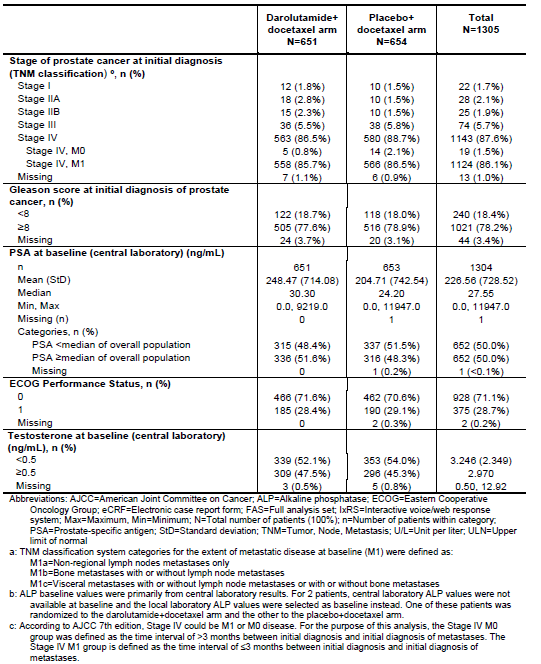 Darolutamide+ docetaxel arm N=651 Placebo+ docetaxel arm N=654 Total N=1305
Stage of prostate cancer at initial diagnosis
(TNM classification) º, n (%)
Stage I 12 (1.8%) 10 (1.5%) 22 (1.7%)
Stage IIA 18 (2.8%) 10 (1.5%) 28 (2.1%)
Stage IIB 15 (2.3%) 10 (1.5%) 25 (1.9%)
Stage III 36 (5.5%) 38 (5.8%) 74 (5.7%)
Stage IV 563 (86.5%) 580 (88.7%) 1143 (87.6%)
Stage IV, M0 5 (0.8%) 14 (2.1%) 19 (1.5%)
Stage IV, M1 558 (85.7%) 566 (86.5%) 1124 (86.1%)
Missing 7 (1.1%) 6 (0.9%) 13 (1.0%)
Gleason score at initial diagnosis of prostate
cancer, n (%)
<8 122 (18.7%) 118 (18.0%) 240 (18.4%)
≥8 505 (77.6%) 516 (78.9%) 1021 (78.2%)
Missing 24 (3.7%) 20 (3.1%) 44 (3.4%)
PSA at baseline (central laboratory) (ng/mL)
n 651 653 1304
Mean (StD) 248.47 (714.08) 204.71 (742.54) 226.56 (728.52)
Median 30.30 24.20 27.55
Min, Max 0.0, 9219.0 0.0, 11947.0 0.0, 11947.0
Missing (n) 0 1 1
Categories, n (%)
PSA <median of overall population 315 (48.4%) 337 (51.5%) 652 (50.0%)
PSA ≥median of overall population 336 (51.6%) 316 (48.3%) 652 (50.0%)
Missing 0 1 (0.2%) 1 (<0.1%)
ECOG Performance Status, n (%)
0 466 (71.6%) 462 (70.6%) 928 (71.1%)
1 185 (28.4%) 190 (29.1%) 375 (28.7%)
Missing 0 2 (0.3%) 2 (0.2%)
Testosterone at baseline (central laboratory)
(ng/mL), n (%)
<0.5 339 (52.1%) 353 (54.0%) 3.246 (2.349)
≥0.5 309 (47.5%) 296 (45.3%) 2.970
Missing 3 (0.5%) 5 (0.8%) 0.50, 12.92
Abbreviations: AJCC=American Joint Committee on Cancer; ALP=Alkaline phosphatase; ECOG=Eastern Cooperative
Oncology Group; eCRF=Electronic case report form; FAS=Full analysis set; IxRS=Interactive voice/web response
system; Max=Maximum, Min=Minimum; N=Total number of patients (100%); n=Number of patients within category;
PSA=Prostate-specific antigen; StD=Standard deviation; TNM=Tumor, Node, Metastasis; U/L=Unit per liter; ULN=Upper
limit of normal
a: TNM classification system categories for the extent of metastatic disease at baseline (M1) were defined as:
M1a=Non-regional lymph nodes metastases only
M1b=Bone metastases with or without lymph node metastases
M1c=Visceral metastases with or without lymph node metastases or with or without bone metastases
b: ALP baseline values were primarily from central laboratory results. For 2 patients, central laboratory ALP values were not
available at baseline and the local laboratory ALP values were selected as baseline instead. One of these patients was
randomized to the darolutamide+docetaxel arm and the other to the placebo+docetaxel arm.
c: According to AJCC 7th edition, Stage IV could be M1 or M0 disease. For the purpose of this analysis, the Stage IV M0
group was defined as the time interval of >3 months between initial diagnosis and initial diagnosis of metastases. The
Stage IV M1 group is defined as the time interval of ≤3 months between initial diagnosis and initial diagnosis of
metastases.